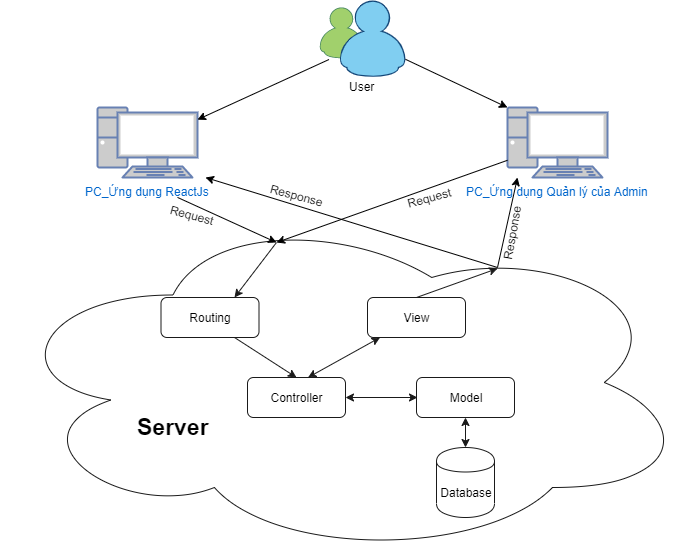 User
PC_Ứng dụng ReactJs
PC_Ứng dụng Quản lý của Admin
Response
Request
Request
Response
Routing
View
Controller
Model
Server
Database